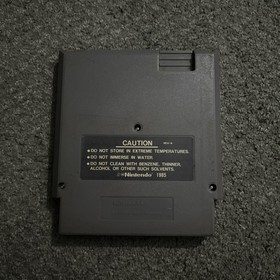 CAUTION
• DO NOT STORE IN EXTREME TEMPERATURES.
• DO NOT IMMERSE IN WATER.
• DO NOT CLEAN WITH BENZENE, THINNER,
ALCOHOL OR OTHER SUCH SOLVENTS.
Nintendo 1985